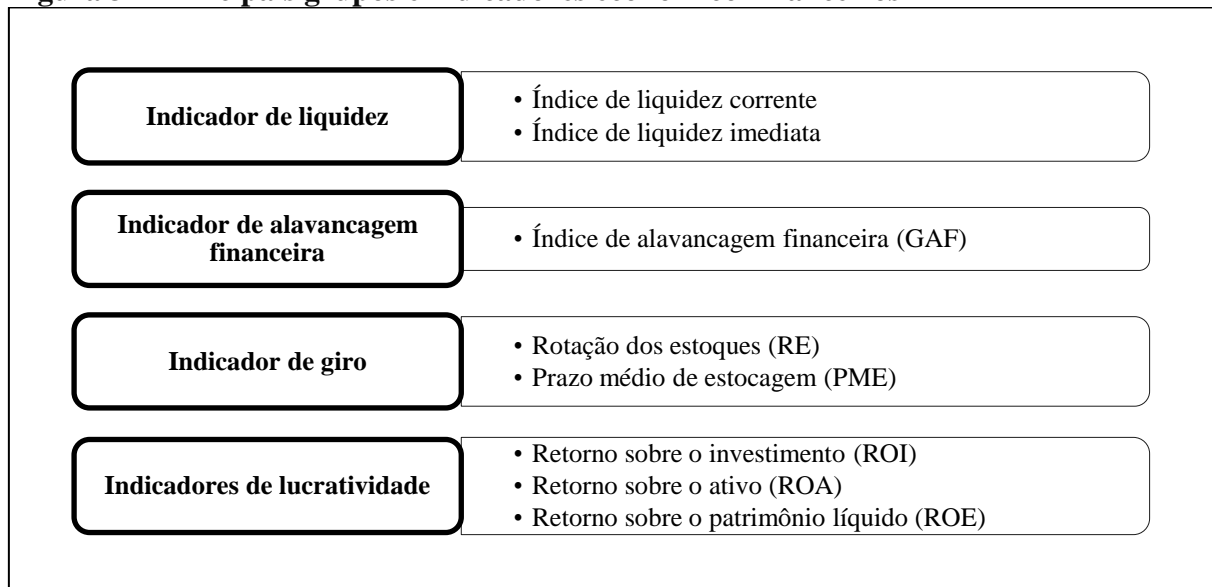 Indicador de liquidez
• Índice de liquidez corrente
• Índice de liquidez imediata
Indicador de alavancagem
financeira
• Índice de alavancagem financeira (GAF)
Indicador de giro
• Rotação dos estoques (RE)
• Prazo médio de estocagem (PME)
Indicadores de lucratividade
• Retorno sobre o investimento (ROI)
• Retorno sobre o ativo (ROA)
• Retorno sobre o patrimônio líquido (ROE)